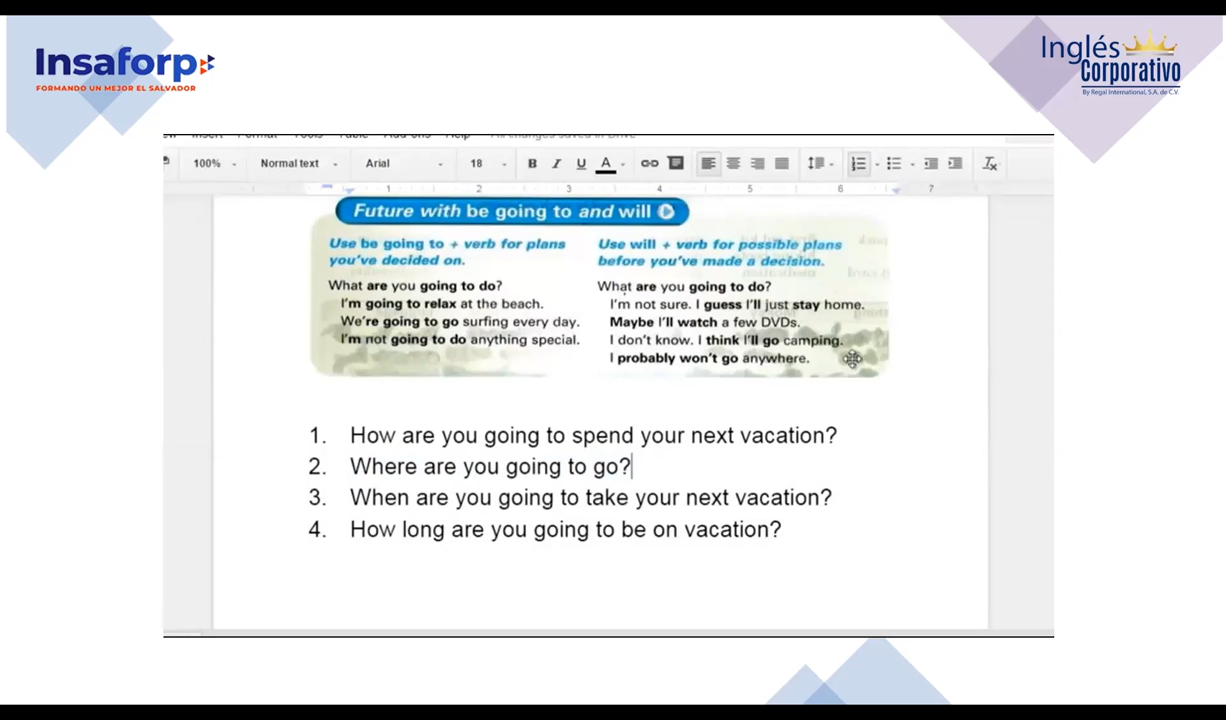 Insaforp
FORMANDO UN MEJOR EL SALVADOR
Inglés
Corporativo
By Regal International, S.A. de C.V.
100% Normal text Arial 18 B I U A
1 2 3 4 5 6 7
Future with be going to and will
Use be going to + verb for plans
you've decided on.
What are you going to do?
I'm going to relax at the beach.
We're going to go surfing every day.
I'm not going to do anything special.
Use will + verb for possible plans
before you've made a decision.
What are you going to do?
I'm not sure. I guess I'll just stay home.
Maybe I'll watch a few DVDs.
I don't know. I think I'll go camping.
I probably won't go anywhere.
1. How are you going to spend your next vacation?
2. Where are you going to go?
3. When are you going to take your next vacation?
4. How long are you going to be on vacation?